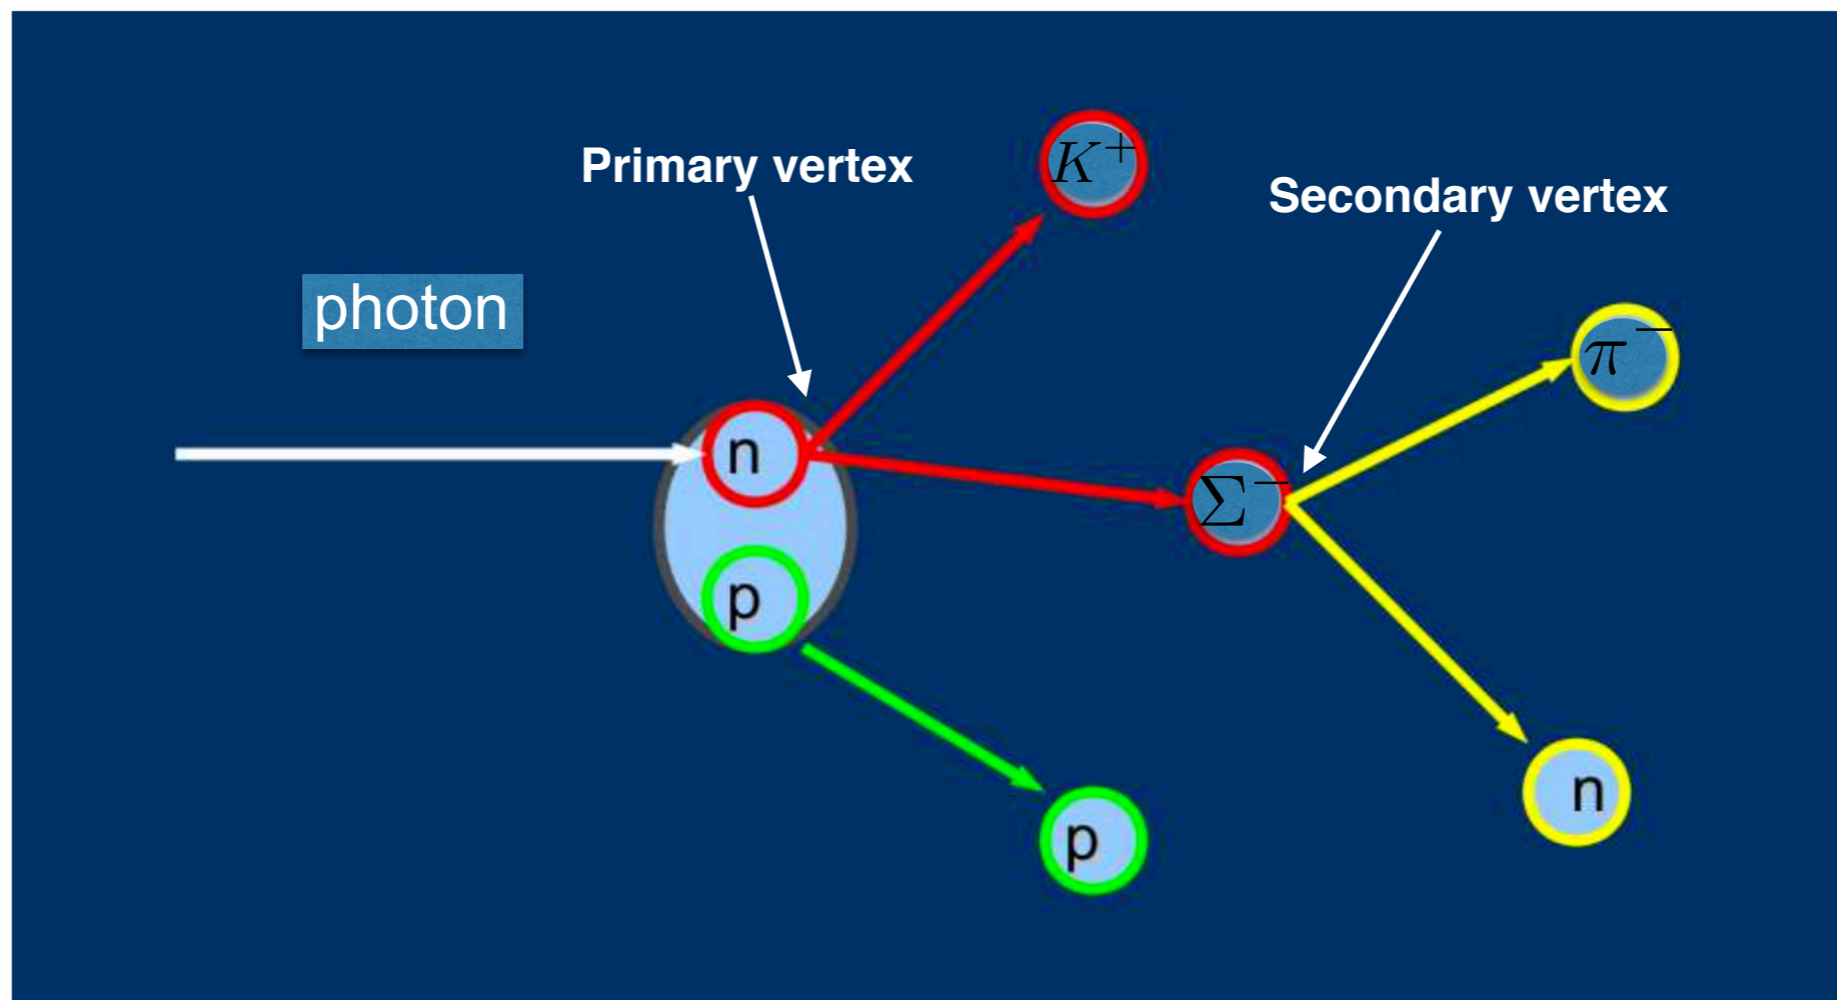 K⁺
Primary vertex
Secondary vertex
photon
π⁻
n
Σ⁻
p
n
p